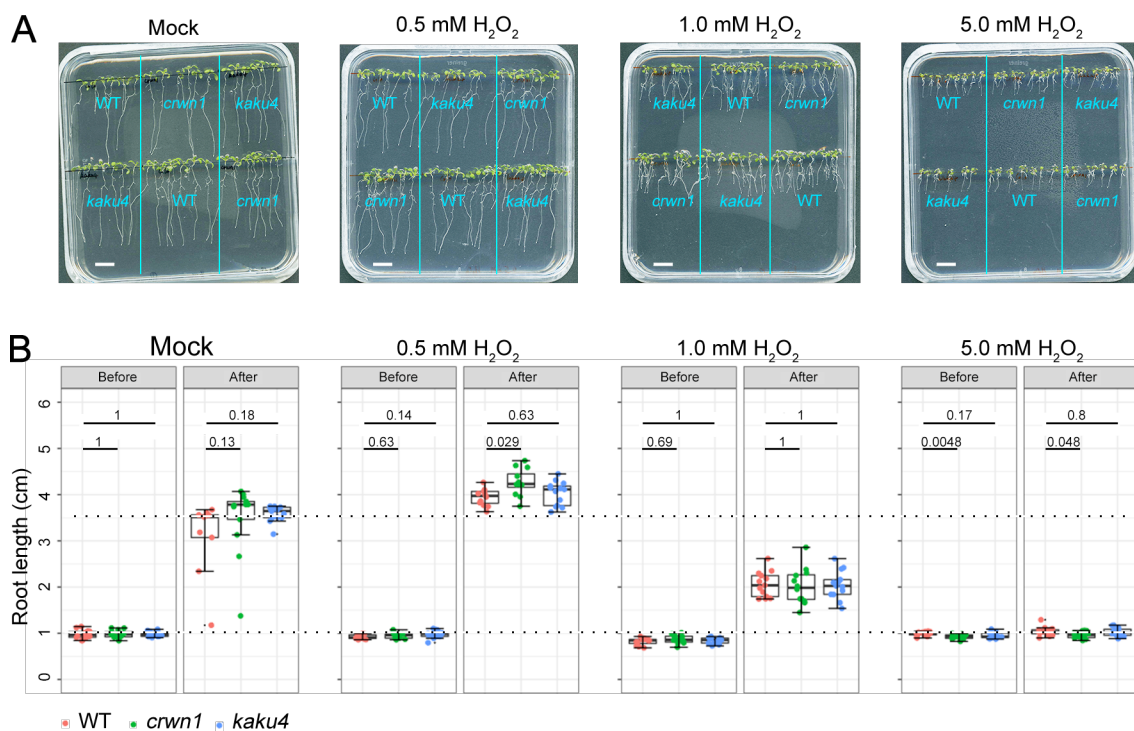 A
Mock
0.5 mM H₂O₂
1.0 mM H₂O₂
5.0 mM H₂O₂
WT crwn1 kaku4
kaku4 WT crwn1
WT kaku4 crwn1
crwn1 WT kaku4
kaku4 WT crwn1
crwn1 kaku4 WT
WT crwn1 kaku4
kaku4 WT crwn1
B
Mock
0.5 mM H₂O₂
1.0 mM H₂O₂
5.0 mM H₂O₂
Before After Before After Before After Before After
Root length (cm)
6
5
4
3
2
1
0
1 0.18 0.14 0.63 1 1 0.17 0.8
1 0.13 0.63 0.029 0.69 1 0.0048 0.048
WT crwn1 kaku4